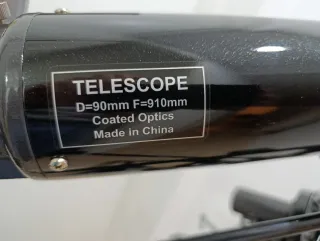 TELESCOPE
D=90mm F=910mm
Coated Optics
Made in China